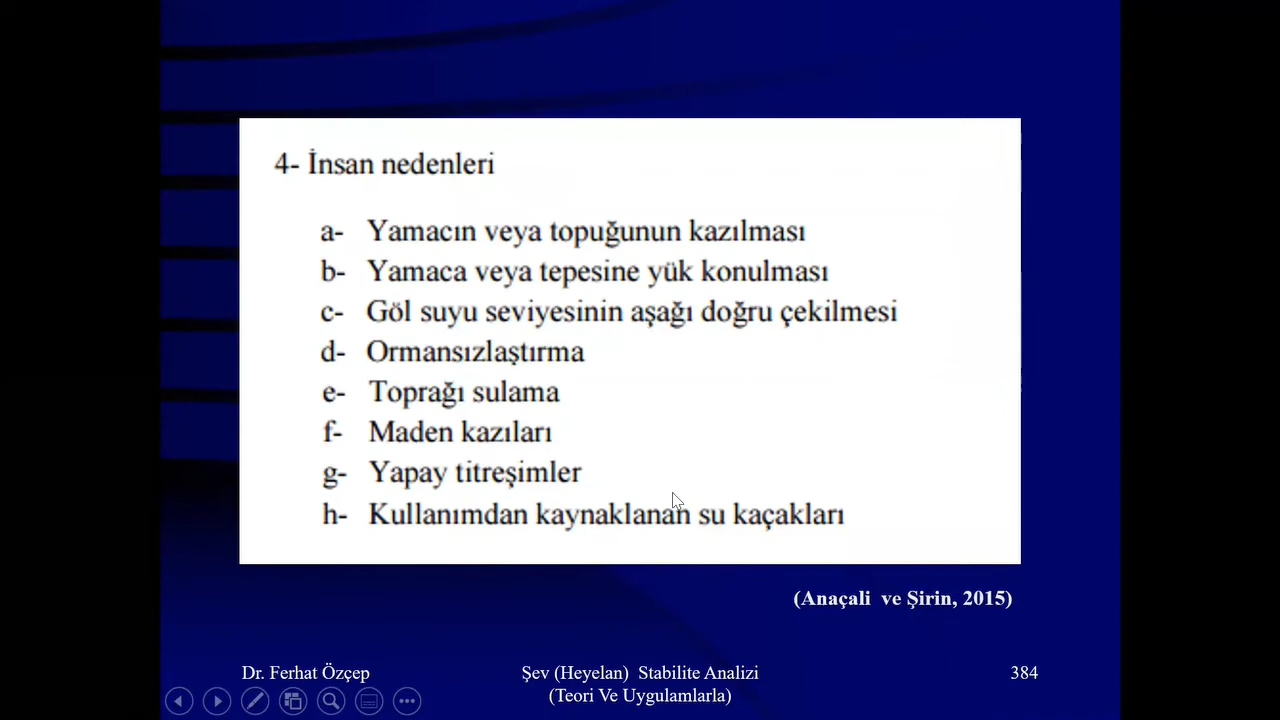 4- İnsan nedenleri
a- Yamacın veya topuğunun kazılması
b- Yamaca veya tepesine yük konulması
c- Göl suyu seviyesinin aşağı doğru çekilmesi
d- Ormansızlaştırma
e- Toprağı sulama
f- Maden kazıları
g- Yapay titreşimler
h- Kullanımdan kaynaklanan su kaçakları
(Anaçali ve Şirin, 2015)
Dr. Ferhat Özçep
Şev (Heyelan) Stabilite Analizi
(Teori Ve Uygulamlarla)
384